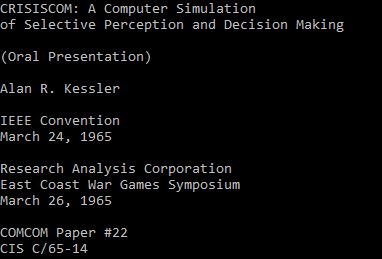 CRISISCOM: A Computer Simulation
of Selective Perception and Decision Making
(Oral Presentation)
Alan R. Kessler
IEEE Convention
March 24, 1965
Research Analysis Corporation
East Coast War Games Symposium
March 26, 1965
COMCOM Paper #22
CIS C/65-14